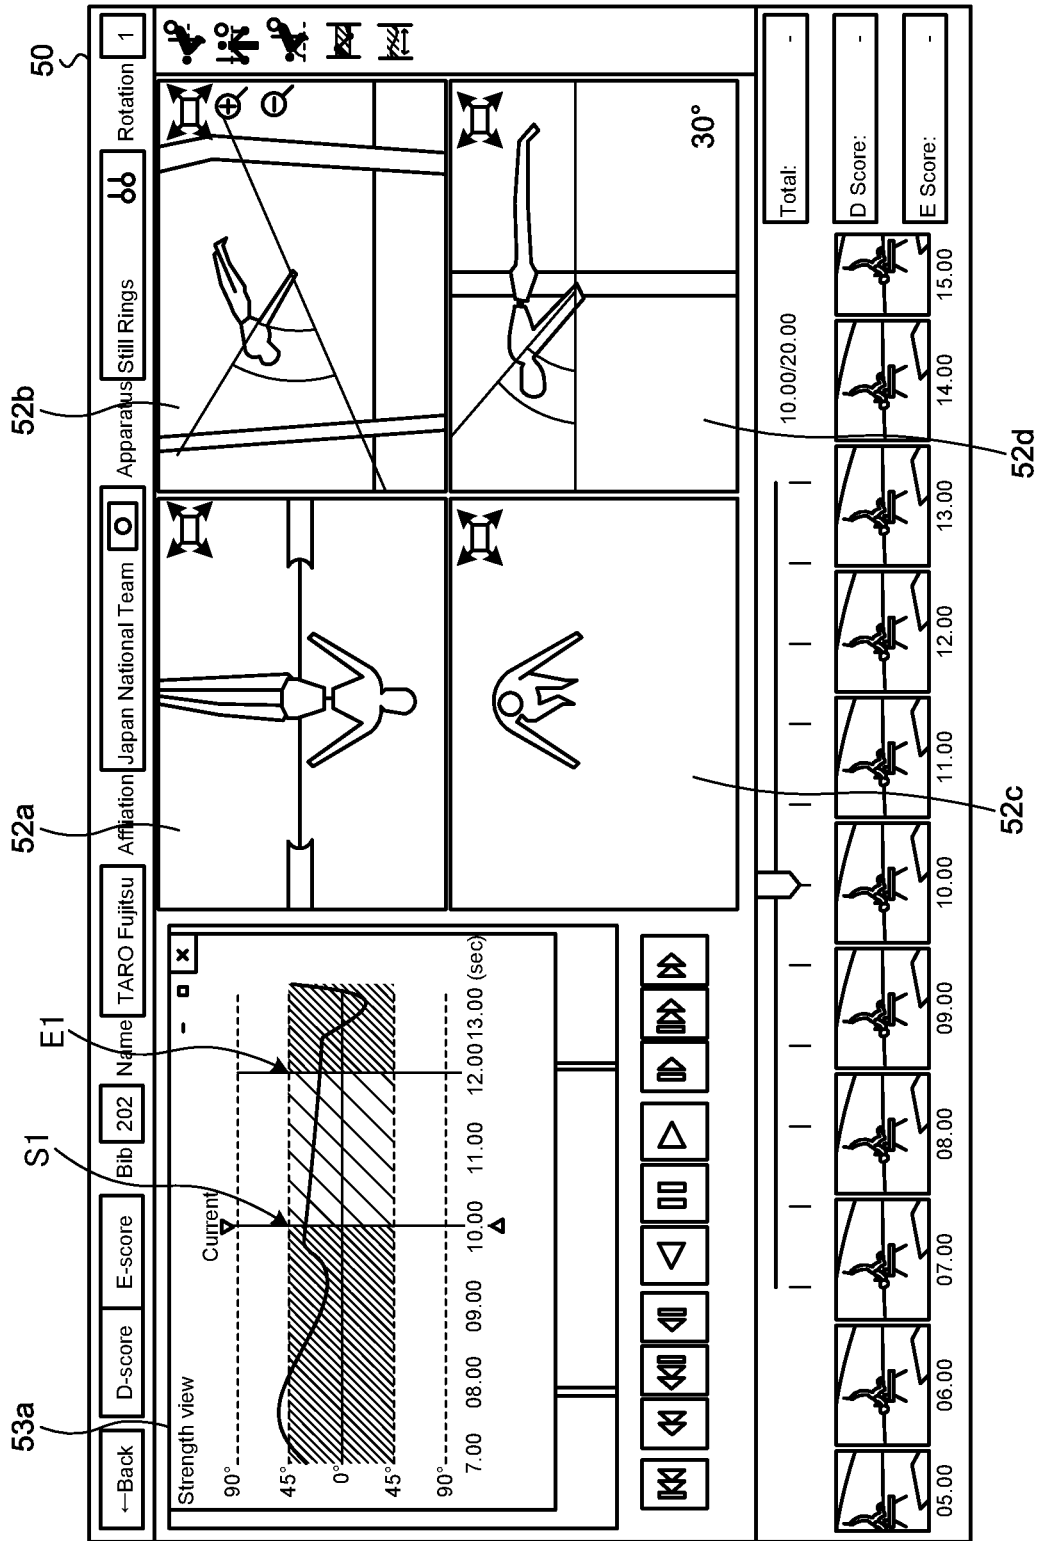 50
←Back D-score E-score Bib 202 Name TARO Fujitsu Affiliation Japan National Team Apparatus Still Rings Rotation 1
53a
S1
E1
52a
52b
Strength view
Current
90°
45°
0°
45°
90°
7.00 08.00 09.00 10.00 11.00 12.00 13.00 (sec)
30°
52c
52d
10.00/20.00
Total: -
D Score: -
E Score: -
05.00 06.00 07.00 08.00 09.00 10.00 11.00 12.00 13.00 14.00 15.00